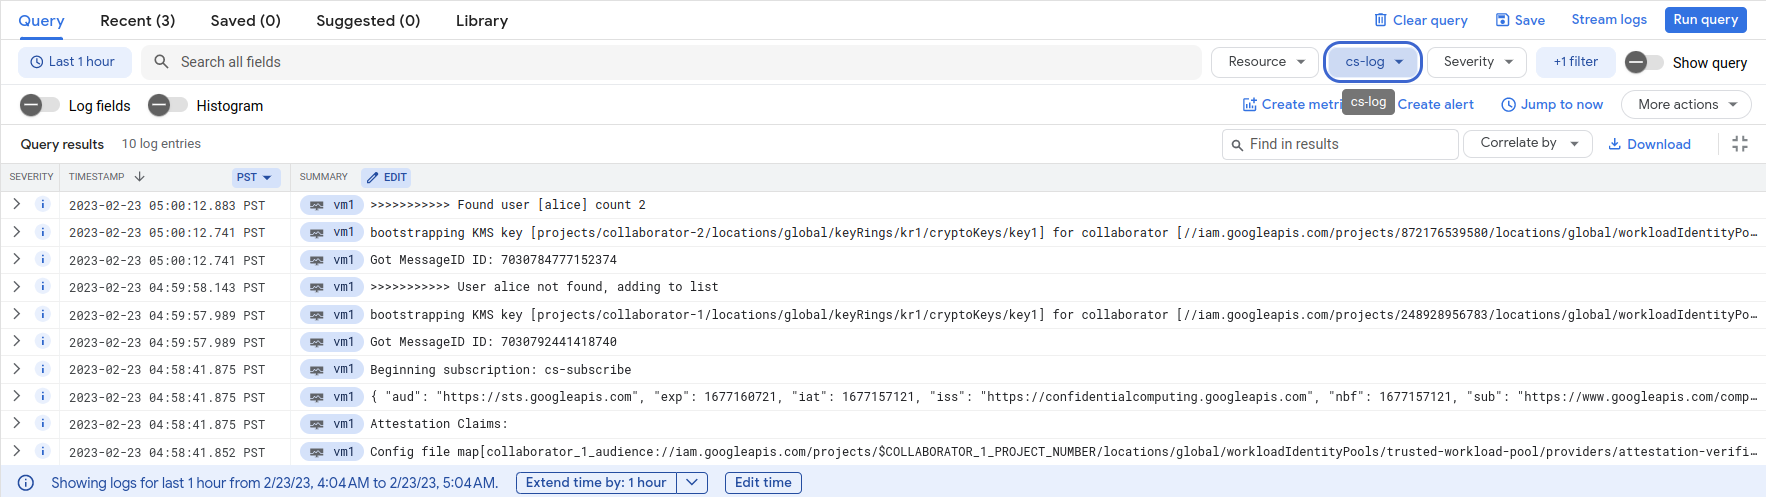 Query Recent (3) Saved (0) Suggested (0) Library Clear query Save Stream logs Run query
Last 1 hour Search all fields Resource cs-log Severity +1 filter Show query
Log fields Histogram Create metri cs-log Create alert Jump to now More actions
Query results 10 log entries Find in results Correlate by Download
SEVERITY TIMESTAMP PST SUMMARY EDIT
2023-02-23 05:00:12.883 PST vm1 >>>>>>>>>>> Found user [alice] count 2
2023-02-23 05:00:12.741 PST vm1 bootstrapping KMS key [projects/collaborator-2/locations/global/keyRings/kr1/cryptoKeys/key1] for collaborator [//iam.googleapis.com/projects/872176539580/locations/global/workloadIdentityPo…
2023-02-23 05:00:12.741 PST vm1 Got MessageID ID: 7030784777152374
2023-02-23 04:59:58.143 PST vm1 >>>>>>>>>>> User alice not found, adding to list
2023-02-23 04:59:57.989 PST vm1 bootstrapping KMS key [projects/collaborator-1/locations/global/keyRings/kr1/cryptoKeys/key1] for collaborator [//iam.googleapis.com/projects/248928956783/locations/global/workloadIdentityPo…
2023-02-23 04:59:57.989 PST vm1 Got MessageID ID: 7030792441418740
2023-02-23 04:58:41.875 PST vm1 Beginning subscription: cs-subscribe
2023-02-23 04:58:41.875 PST vm1 { "aud": "https://sts.googleapis.com", "exp": 1677160721, "iat": 1677157121, "iss": "https://confidentialcomputing.googleapis.com", "nbf": 1677157121, "sub": "https://www.googleapis.com/comp…
2023-02-23 04:58:41.875 PST vm1 Attestation Claims:
2023-02-23 04:58:41.852 PST vm1 Config file map[collaborator_1_audience://iam.googleapis.com/projects/$COLLABORATOR_1_PROJECT_NUMBER/locations/global/workloadIdentityPools/trusted-workload-pool/providers/attestation-verifi…
Showing logs for last 1 hour from 2/23/23, 4:04 AM to 2/23/23, 5:04 AM. Extend time by: 1 hour Edit time